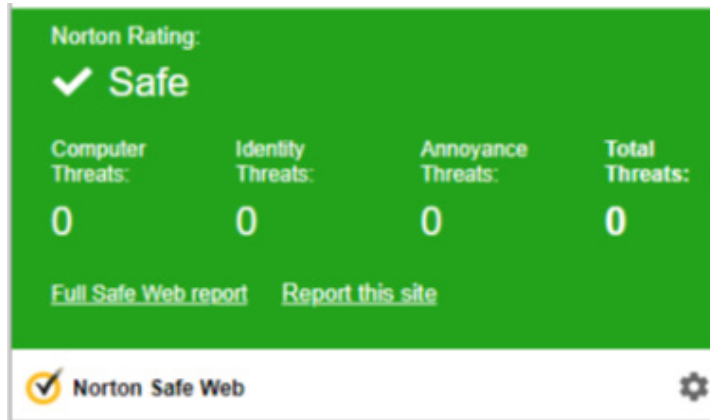 Norton Rating:
Safe
Computer Threats:
Identity Threats:
Annoyance Threats:
Total Threats:
0
0
0
0
Full Safe Web report
Report this site
Norton Safe Web